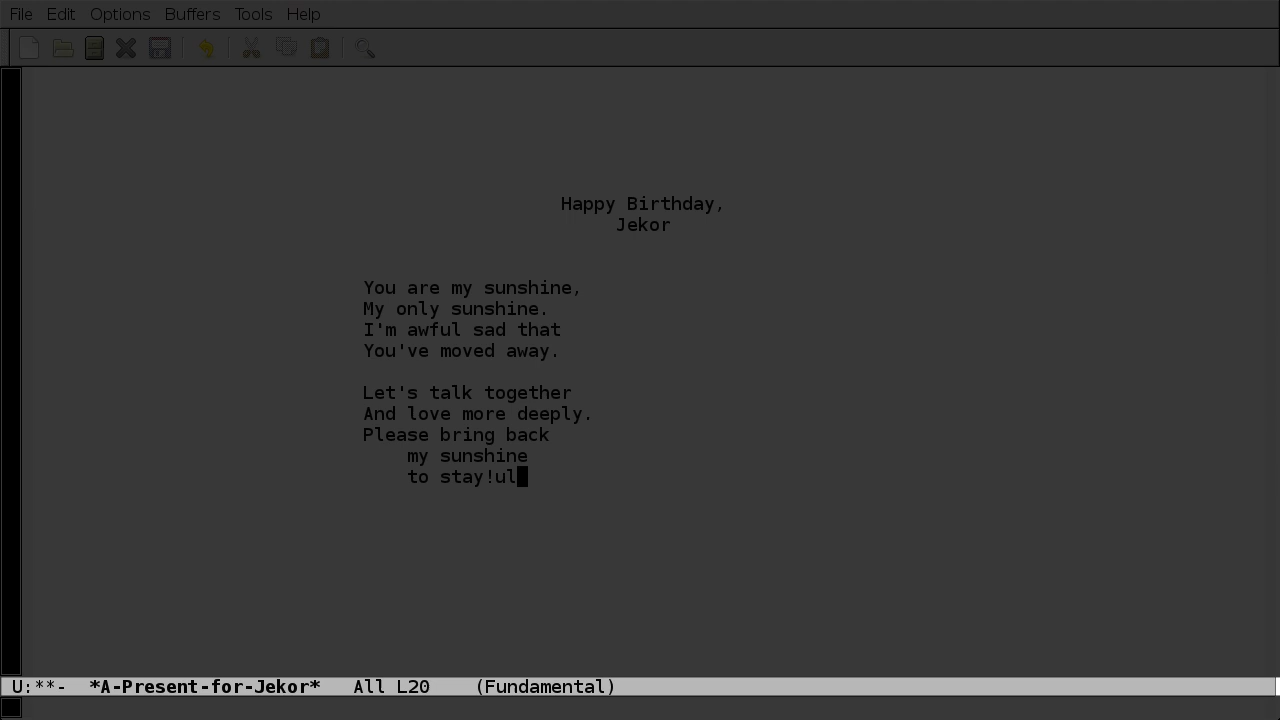 File Edit Options Buffers Tools Help
Happy Birthday,
Jekor
You are my sunshine,
My only sunshine.
I'm awful sad that
You've moved away.
Let's talk together
And love more deeply.
Please bring back
my sunshine
to stay!ul
U:**-  *A-Present-for-Jekor*   All L20    (Fundamental)